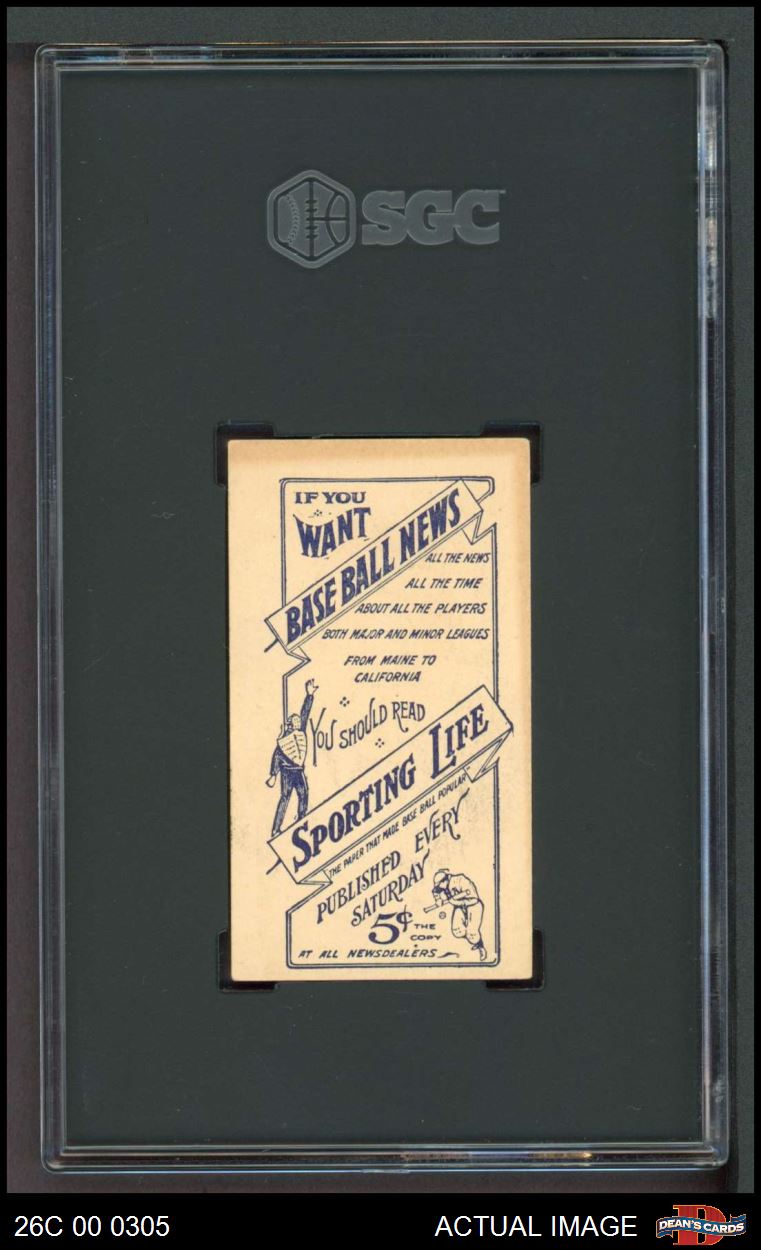 SGC
IF YOU
WANT
BASE BALL NEWS
ALL THE NEWS
ALL THE TIME
ABOUT ALL THE PLAYERS
BOTH MAJOR AND MINOR LEAGUES
FROM MAINE TO
CALIFORNIA
YOU SHOULD READ
SPORTING LIFE
"THE PAPER THAT MADE BASE BALL POPULAR"
PUBLISHED EVERY
SATURDAY
5¢ THE
COPY
AT ALL NEWSDEALERS
26C 00 0305
ACTUAL IMAGE
DEAN'S CARDS